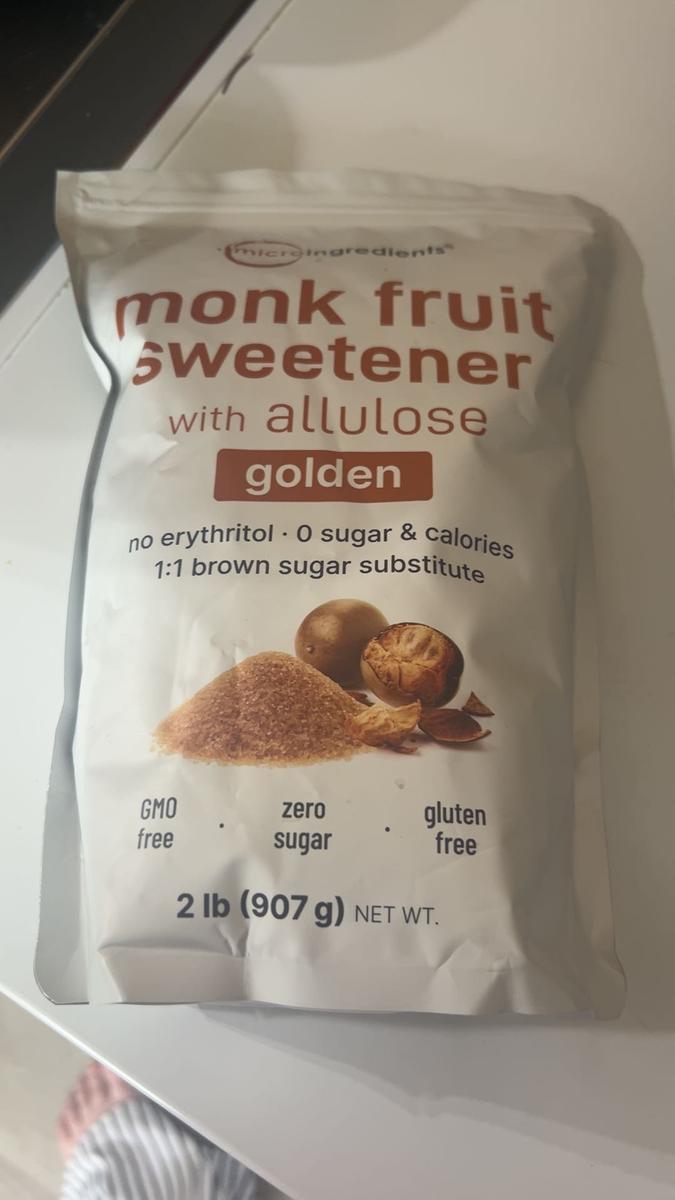 microingredients®
monk fruit
sweetener
with allulose
golden
no erythritol · 0 sugar & calories
1:1 brown sugar substitute
GMO free · zero sugar · gluten free
2 lb (907 g) NET WT.